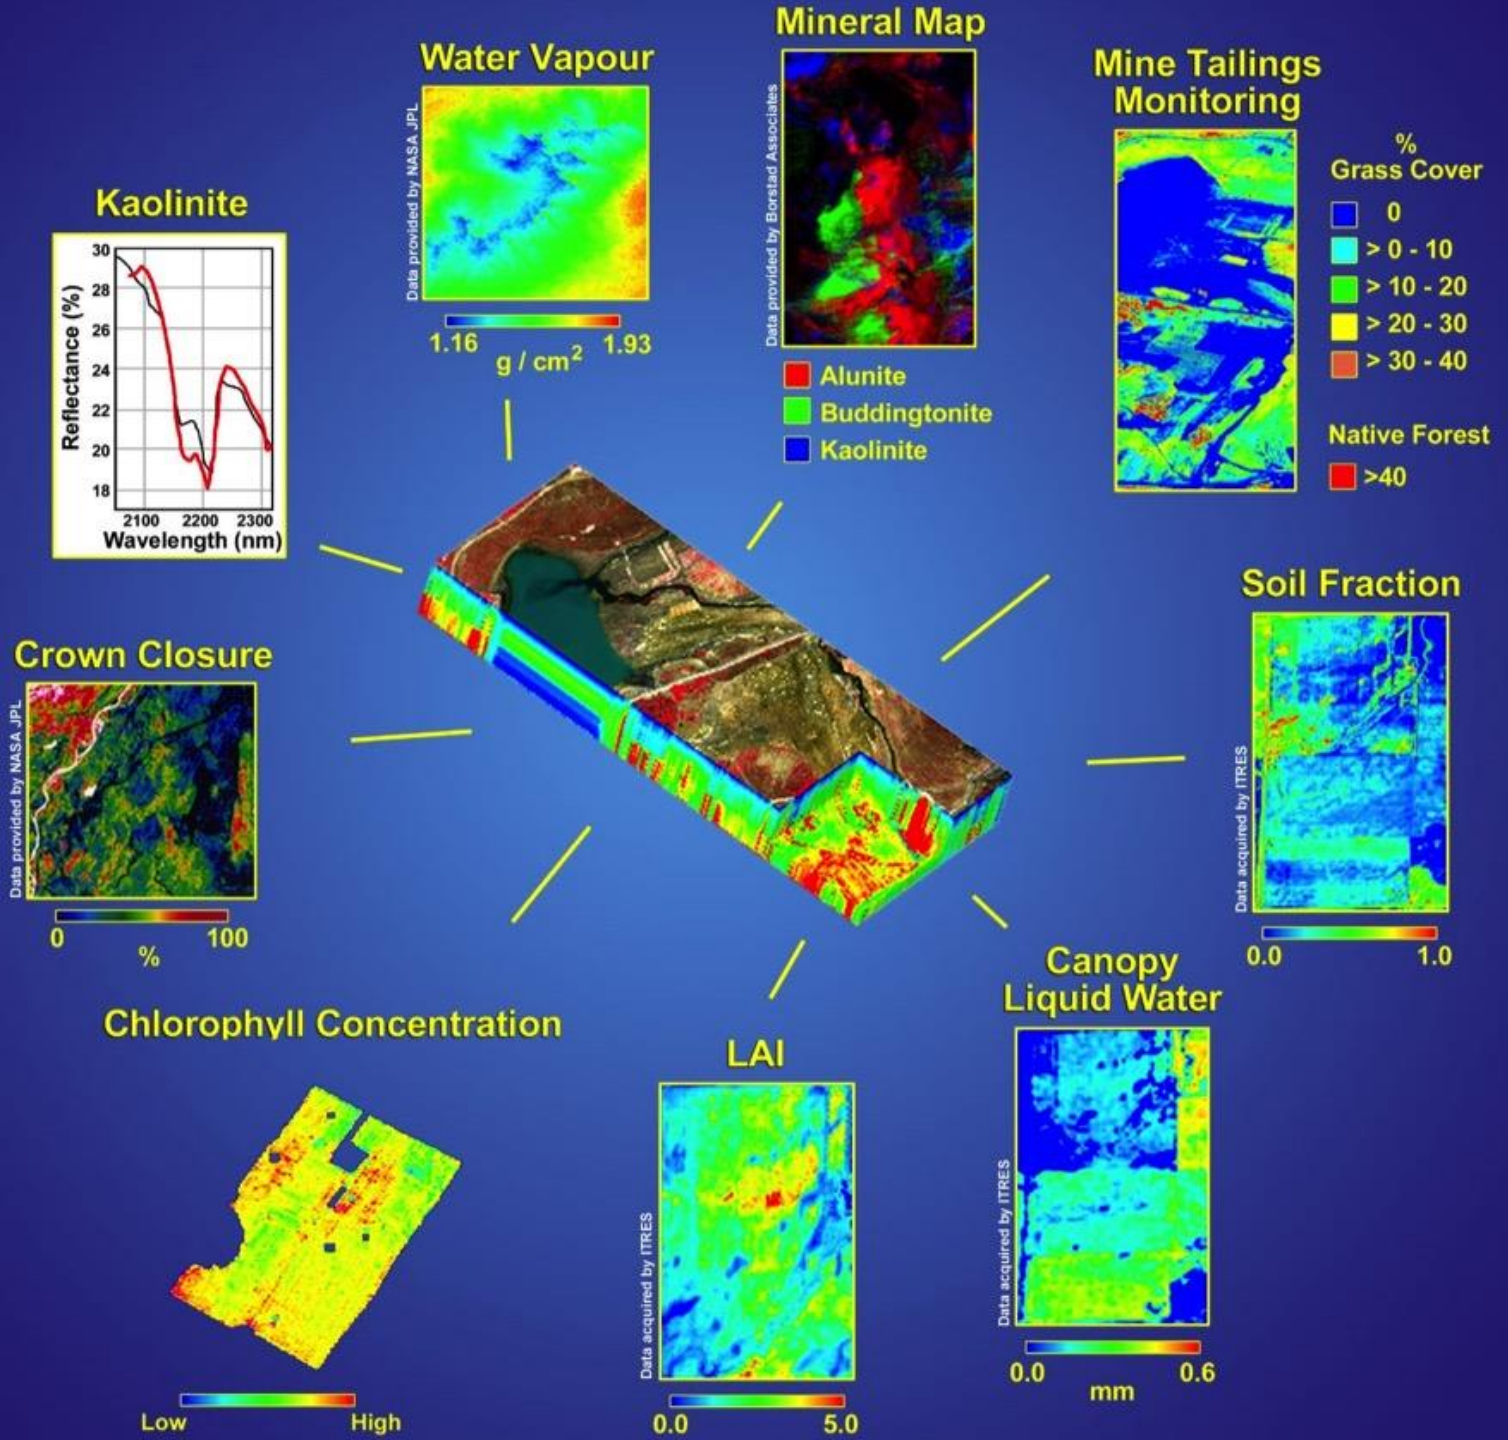 Mineral Map
Water Vapour
Mine Tailings
Monitoring
Data provided by NASA JPL
Data provided by Borstad Associates
%
Grass Cover
0
> 0 - 10
> 10 - 20
> 20 - 30
> 30 - 40
Native Forest
>40
Kaolinite
30
28
26
24
22
20
18
Reflectance (%)
2100 2200 2300
Wavelength (nm)
1.16 1.93
g / cm2
Alunite
Buddingtonite
Kaolinite
Soil Fraction
Data acquired by ITRES
0.0 1.0
Crown Closure
Data provided by NASA JPL
0 100
%
Canopy
Liquid Water
Data acquired by ITRES
0.0 0.6
mm
Chlorophyll Concentration
Low High
LAI
Data acquired by ITRES
0.0 5.0